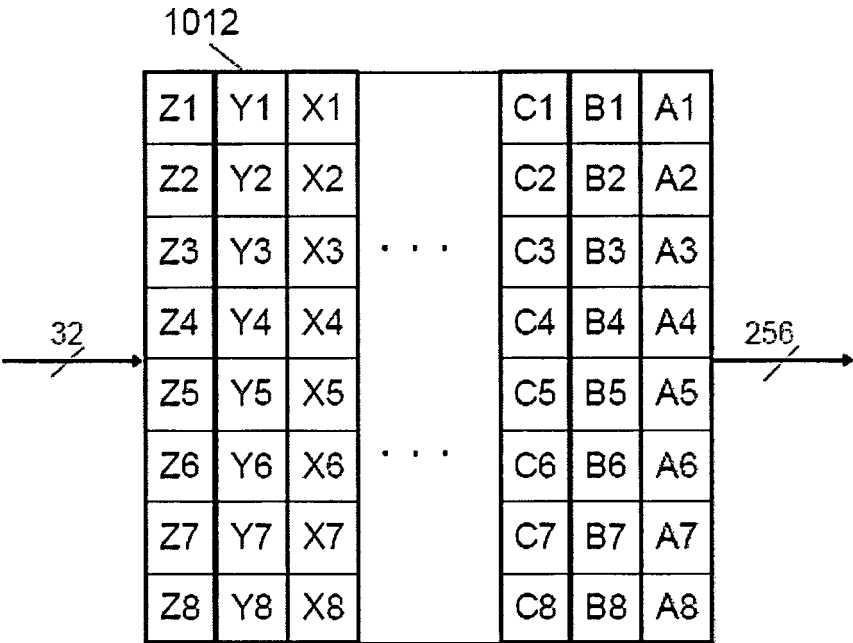 1012
Z1 Y1 X1 C1 B1 A1
Z2 Y2 X2 C2 B2 A2
Z3 Y3 X3 . . . C3 B3 A3
Z4 Y4 X4 C4 B4 A4
32 256
Z5 Y5 X5 C5 B5 A5
Z6 Y6 X6 . . . C6 B6 A6
Z7 Y7 X7 C7 B7 A7
Z8 Y8 X8 C8 B8 A8